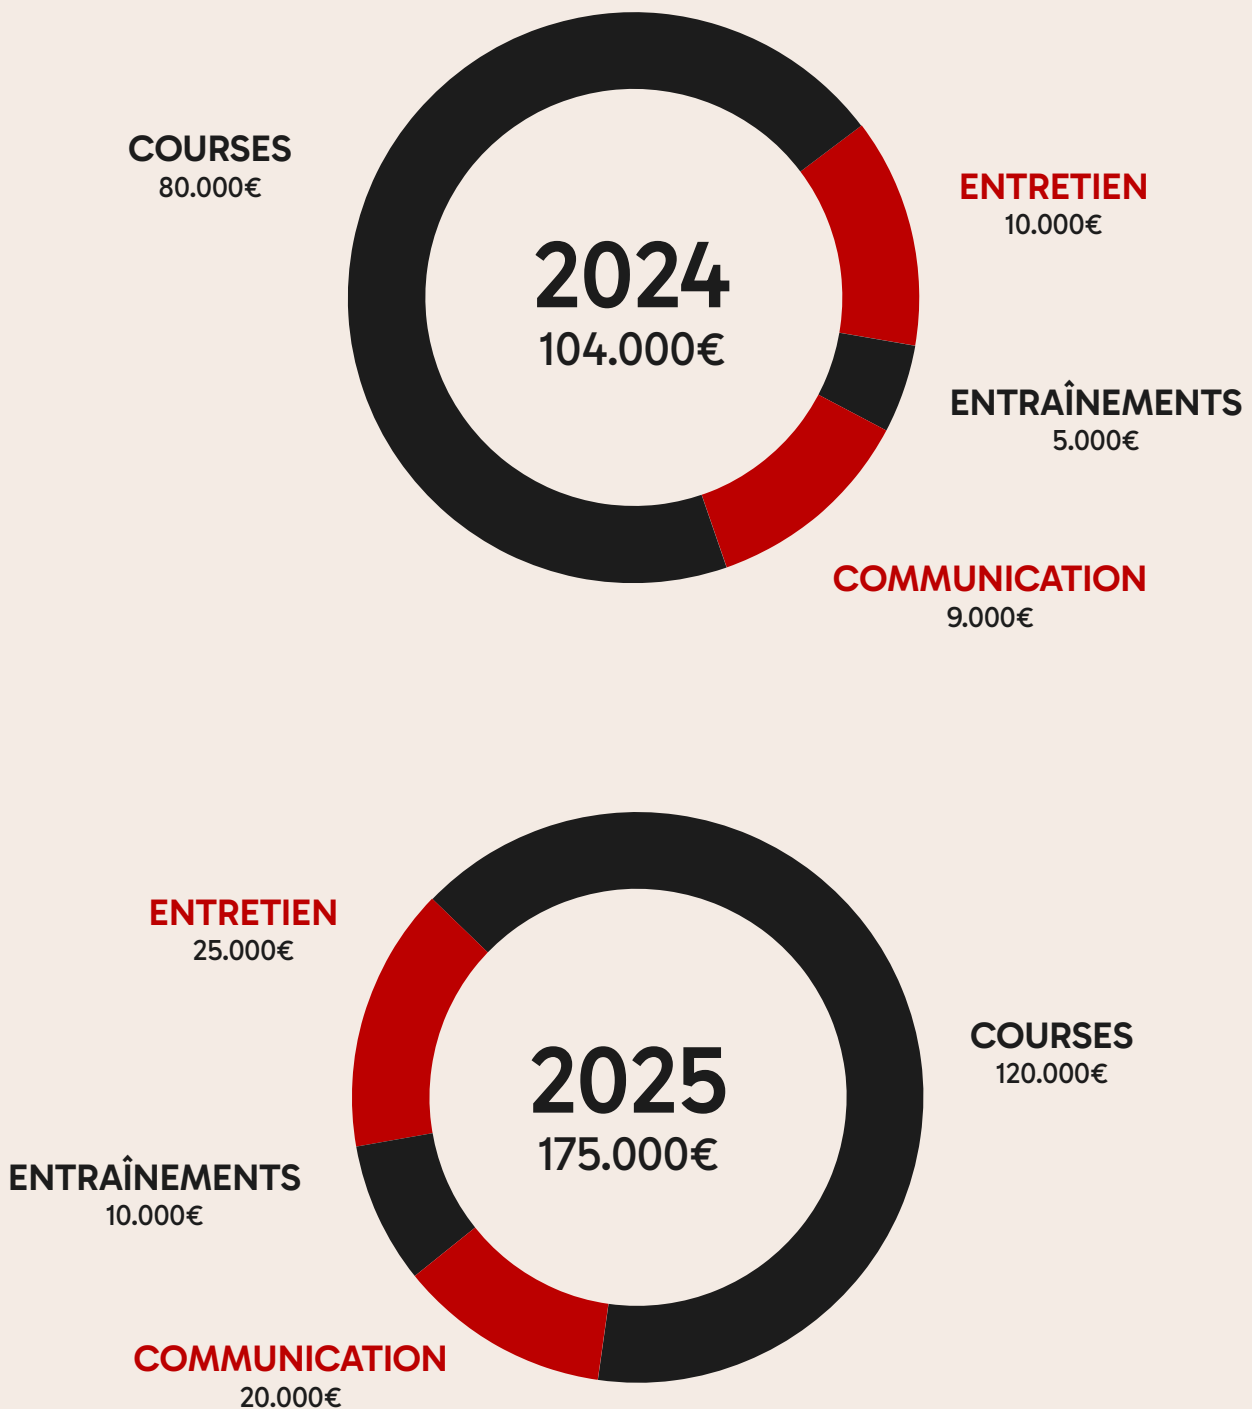 COURSES
80.000€
ENTRETIEN
10.000€
2024
104.000€
ENTRAÎNEMENTS
5.000€
COMMUNICATION
9.000€
ENTRETIEN
25.000€
COURSES
120.000€
2025
175.000€
ENTRAÎNEMENTS
10.000€
COMMUNICATION
20.000€